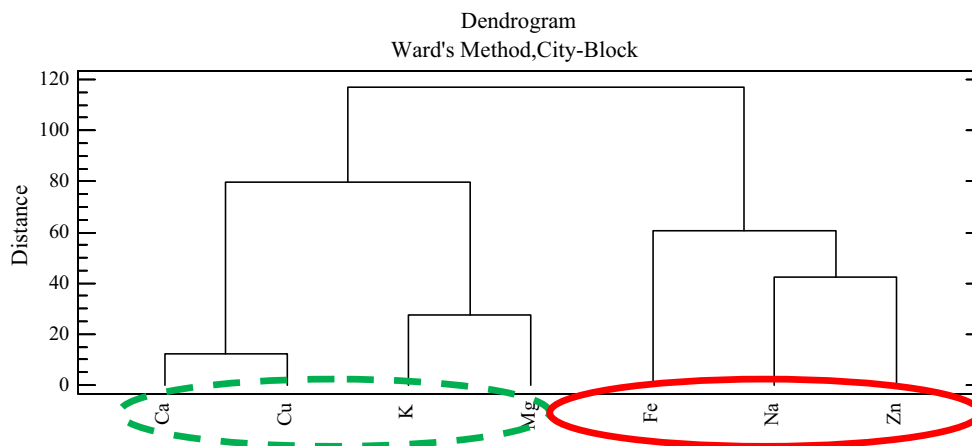 Dendrogram
Ward's Method,City-Block
120
100
80
60
40
20
0
Distance
Ca
Cu
K
Mg
Fe
Na
Zn